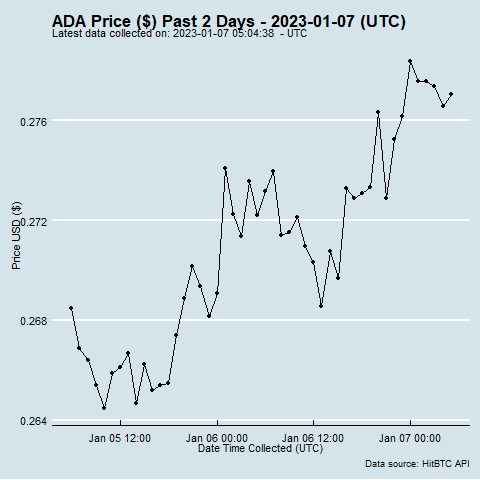 ADA Price ($) Past 2 Days - 2023-01-07 (UTC)
Latest data collected on: 2023-01-07 05:04:38 - UTC
0.276
0.272
0.268
0.264
Price USD ($)
Jan 05 12:00 Jan 06 00:00 Jan 06 12:00 Jan 07 00:00
Date Time Collected (UTC)
Data source: HitBTC API